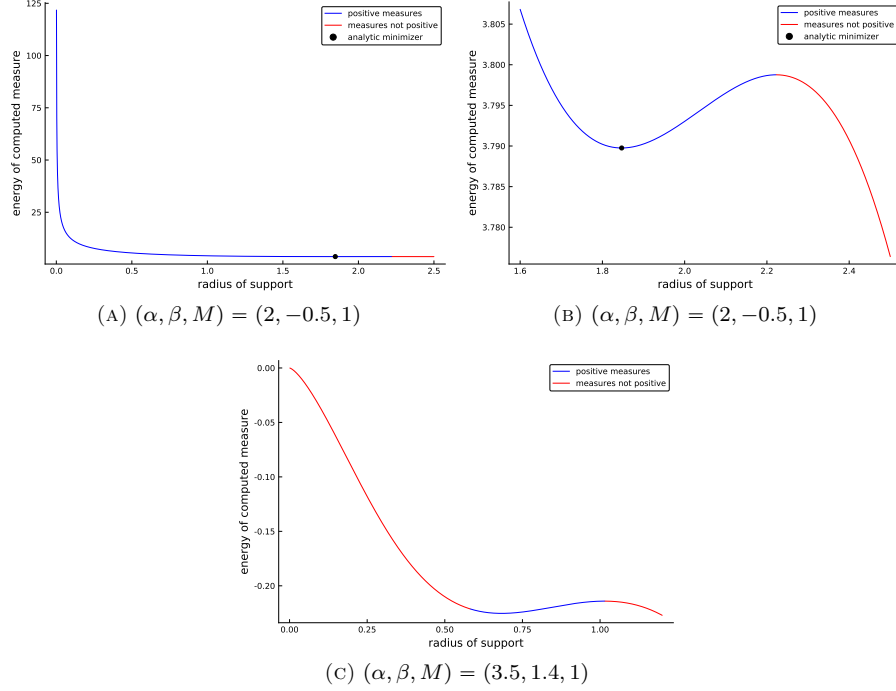 125
100
75
50
25
0.0 0.5 1.0 1.5 2.0 2.5
energy of computed measure
radius of support
positive measures
measures not positive
analytic minimizer
(A) (α, β, M) = (2, −0.5, 1)
3.805
3.800
3.795
3.790
3.785
3.780
1.6 1.8 2.0 2.2 2.4
energy of computed measure
radius of support
positive measures
measures not positive
analytic minimizer
(B) (α, β, M) = (2, −0.5, 1)
0.00
-0.05
-0.10
-0.15
-0.20
0.00 0.25 0.50 0.75 1.00
energy of computed measure
radius of support
positive measures
measures not positive
(C) (α, β, M) = (3.5, 1.4, 1)